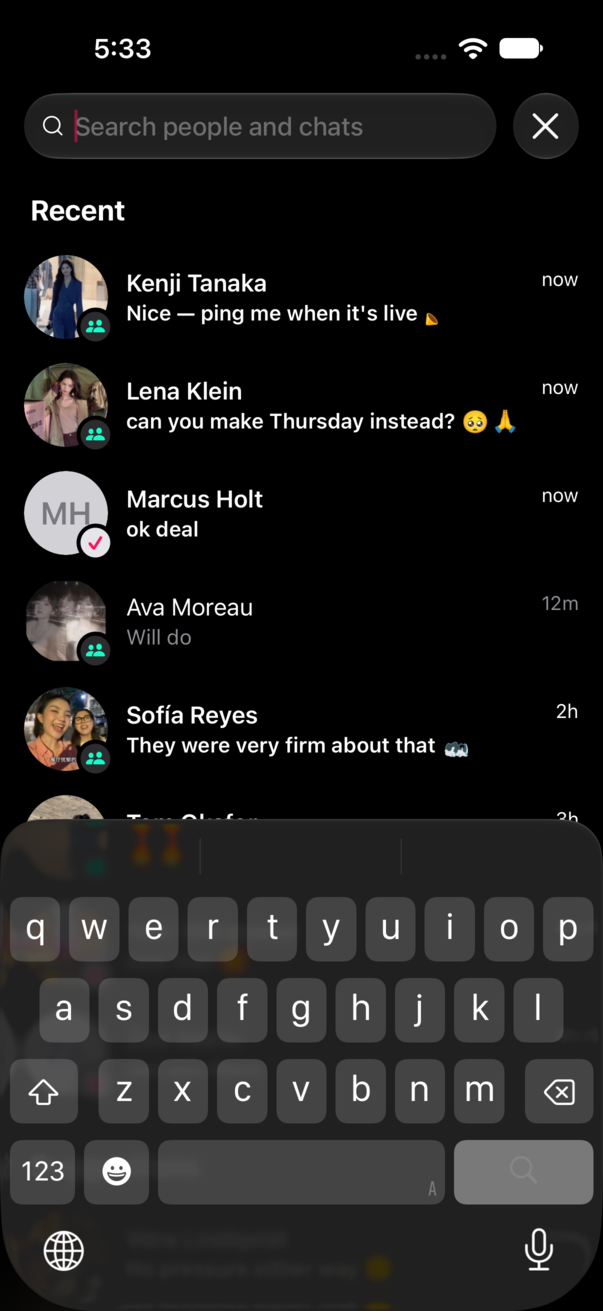 5:33
Search people and chats
Recent
Kenji Tanaka
now
Nice — ping me when it's live
Lena Klein
now
can you make Thursday instead? 🥺 🙏
MH
Marcus Holt
now
ok deal
Ava Moreau
12m
Will do
Sofía Reyes
2h
They were very firm about that 👀
3h
q w e r t y u i o p
a s d f g h j k l
z x c v b n m
123
A